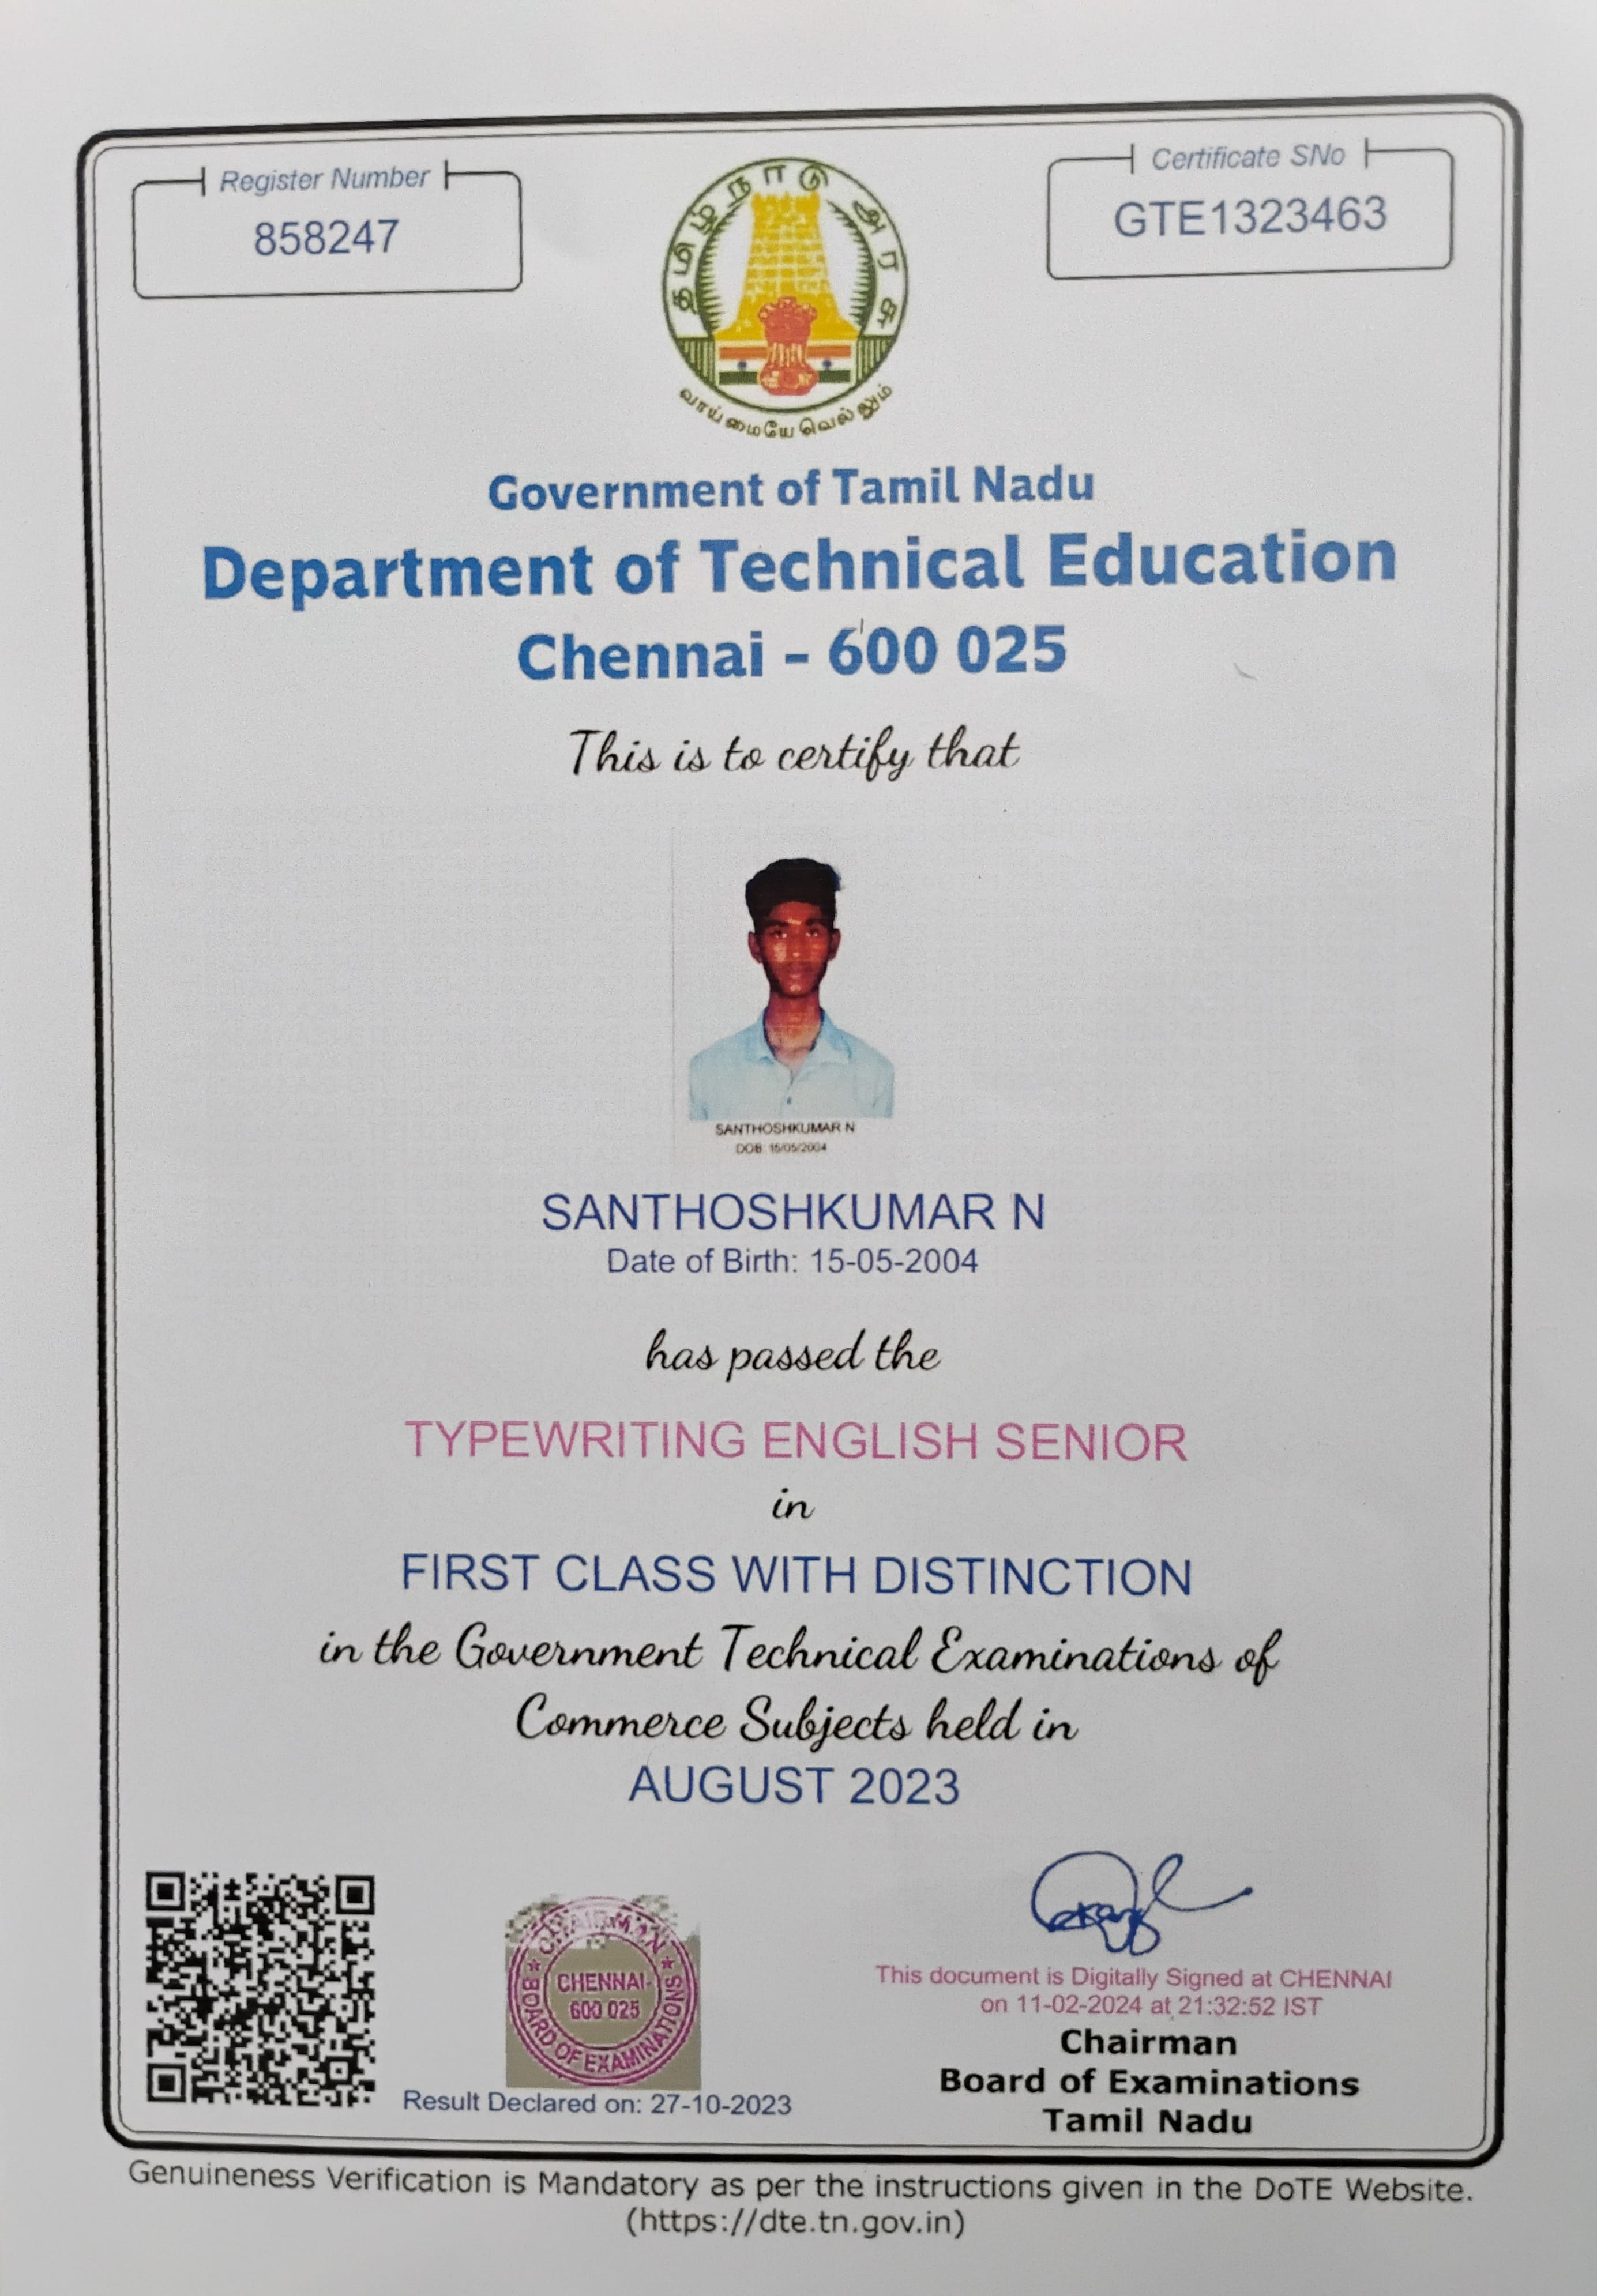 Register Number
858247
Certificate SNo
GTE1323463
தமிழ்நாடு அரசு
வாய்மையே வெல்லும்
Government of Tamil Nadu
Department of Technical Education
Chennai - 600 025
This is to certify that
SANTHOSHKUMAR N
DOB: 15/05/2004
SANTHOSHKUMAR N
Date of Birth: 15-05-2004
has passed the
TYPEWRITING ENGLISH SENIOR
in
FIRST CLASS WITH DISTINCTION
in the Government Technical Examinations of
Commerce Subjects held in
AUGUST 2023
CHAIRMAN
CHENNAI-
600 025
BOARD OF EXAMINATIONS
Result Declared on: 27-10-2023
This document is Digitally Signed at CHENNAI
on 11-02-2024 at 21:32:52 IST
Chairman
Board of Examinations
Tamil Nadu
Genuineness Verification is Mandatory as per the instructions given in the DoTE Website.
(https://dte.tn.gov.in)